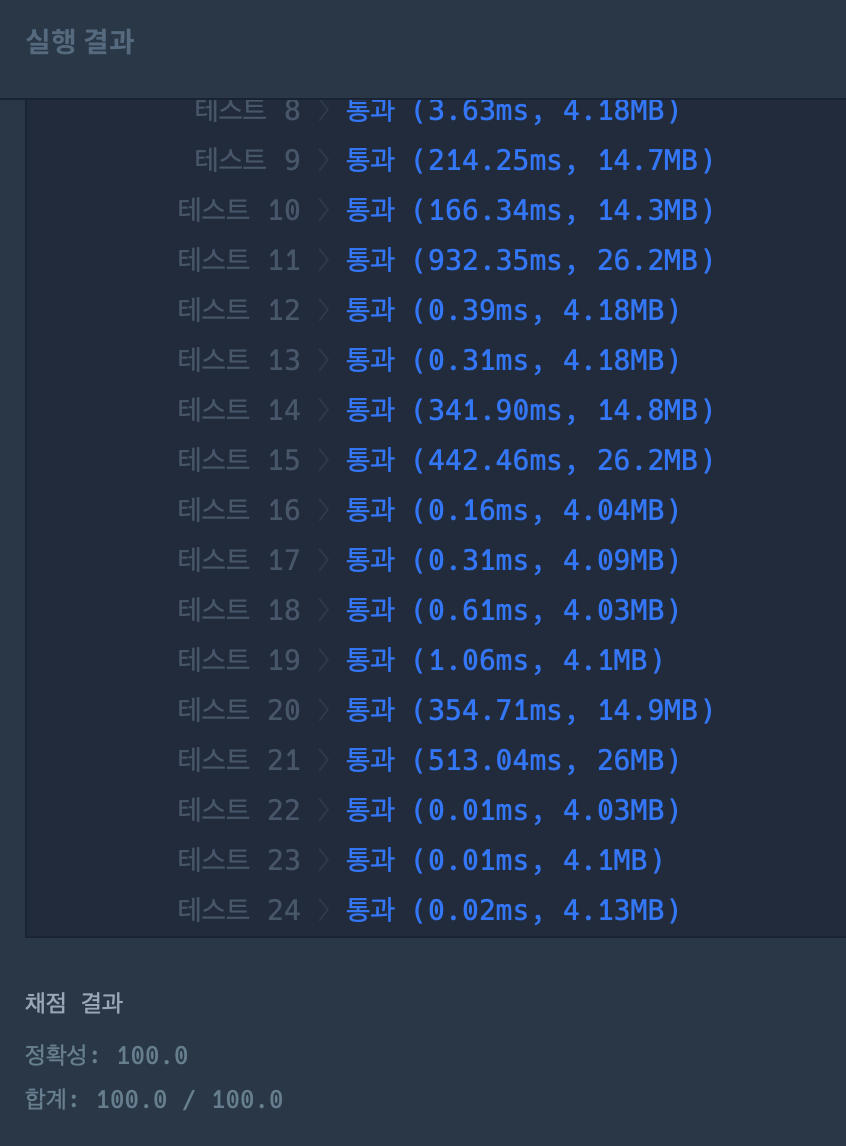 실행 결과
테스트 8 〉 통과 (3.63ms, 4.18MB)
테스트 9 〉 통과 (214.25ms, 14.7MB)
테스트 10 〉 통과 (166.34ms, 14.3MB)
테스트 11 〉 통과 (932.35ms, 26.2MB)
테스트 12 〉 통과 (0.39ms, 4.18MB)
테스트 13 〉 통과 (0.31ms, 4.18MB)
테스트 14 〉 통과 (341.90ms, 14.8MB)
테스트 15 〉 통과 (442.46ms, 26.2MB)
테스트 16 〉 통과 (0.16ms, 4.04MB)
테스트 17 〉 통과 (0.31ms, 4.09MB)
테스트 18 〉 통과 (0.61ms, 4.03MB)
테스트 19 〉 통과 (1.06ms, 4.1MB)
테스트 20 〉 통과 (354.71ms, 14.9MB)
테스트 21 〉 통과 (513.04ms, 26MB)
테스트 22 〉 통과 (0.01ms, 4.03MB)
테스트 23 〉 통과 (0.01ms, 4.1MB)
테스트 24 〉 통과 (0.02ms, 4.13MB)
채점 결과
정확성: 100.0
합계: 100.0 / 100.0